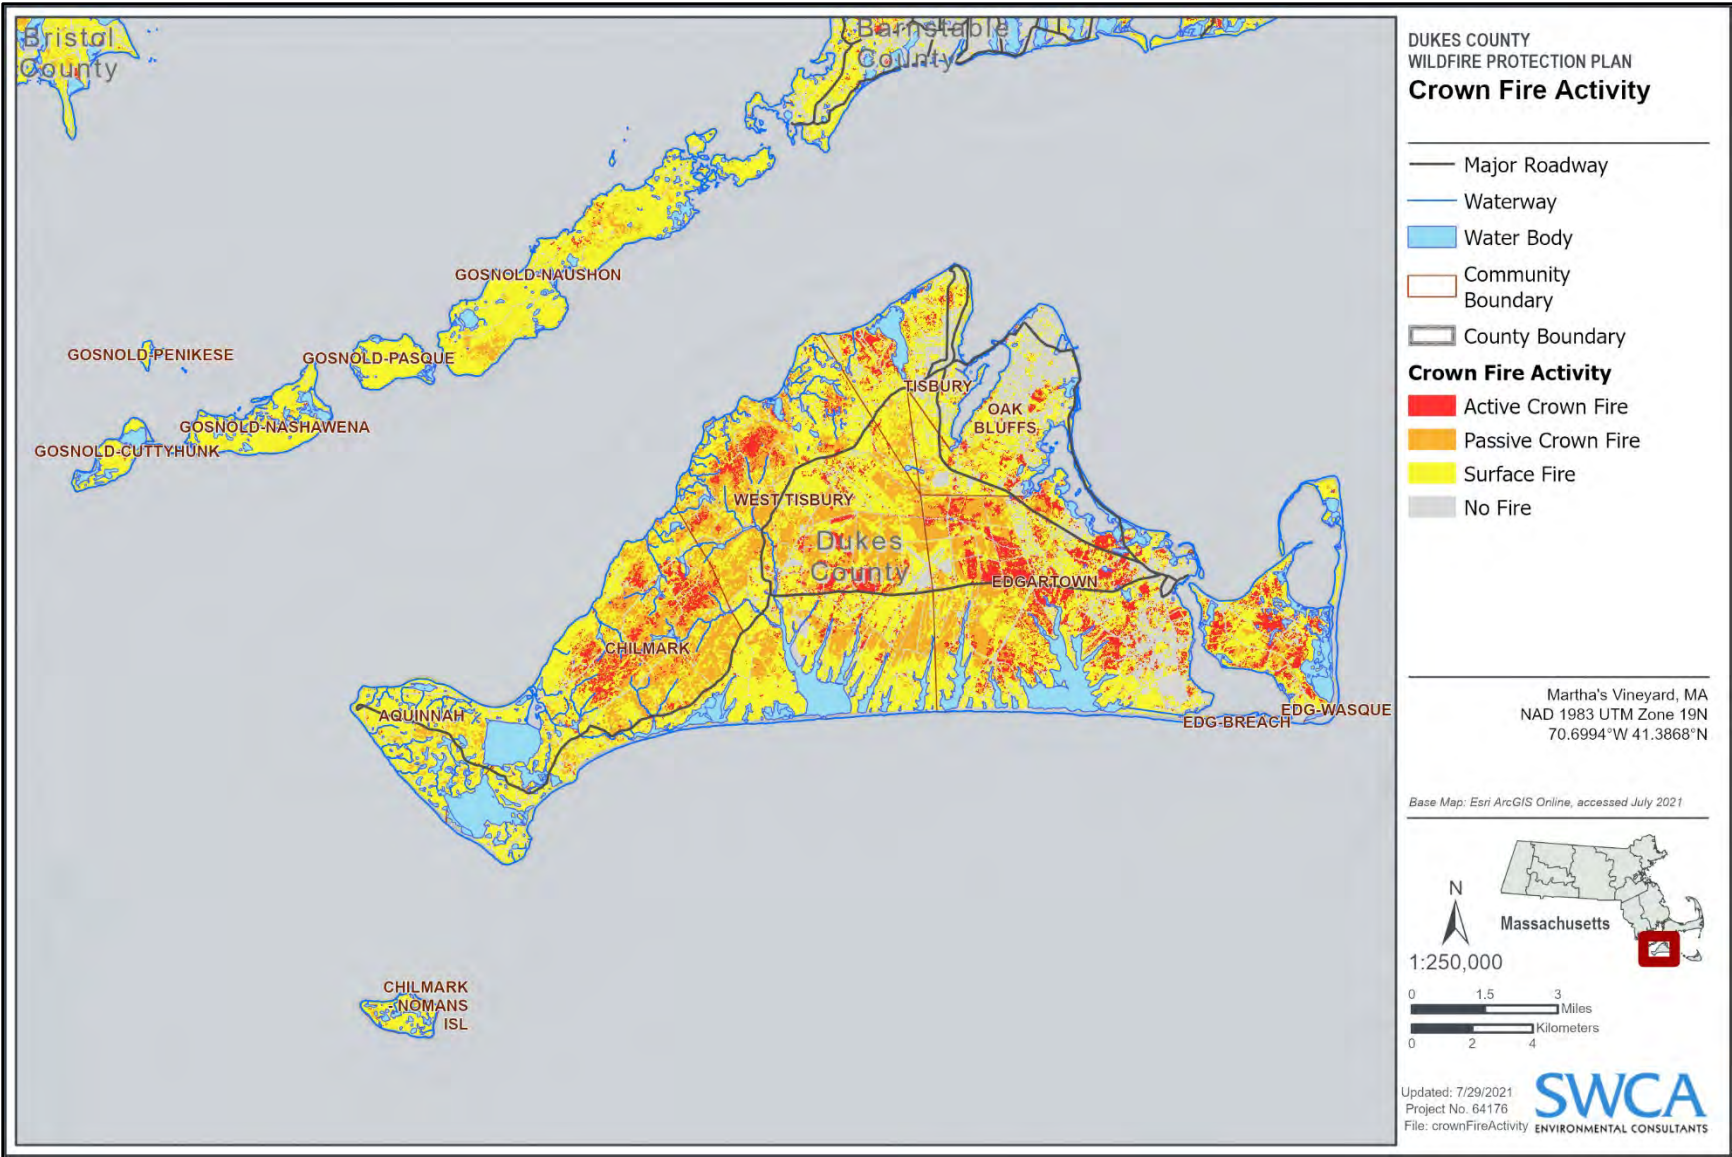 Bristol
County
Barnstable
County
GOSNOLD-NAUSHON
GOSNOLD-PENIKESE
GOSNOLD-PASQUE
GOSNOLD-NASHAWENA
GOSNOLD-CUTTYHUNK
TISBURY
OAK
BLUFFS
WEST TISBURY
Dukes
County
EDGARTOWN
CHILMARK
AQUINNAH
EDG-WASQUE
EDG-BREACH
CHILMARK
- NOMANS
ISL
DUKES COUNTY
WILDFIRE PROTECTION PLAN
Crown Fire Activity
Major Roadway
Waterway
Water Body
Community
Boundary
County Boundary
Crown Fire Activity
Active Crown Fire
Passive Crown Fire
Surface Fire
No Fire
Martha's Vineyard, MA
NAD 1983 UTM Zone 19N
70.6994°W 41.3868°N
Base Map: Esri ArcGIS Online, accessed July 2021
N
Massachusetts
1:250,000
0 1.5 3
Miles
Kilometers
0 2 4
Updated: 7/29/2021
Project No. 64176
File: crownFireActivity
SWCA
ENVIRONMENTAL CONSULTANTS